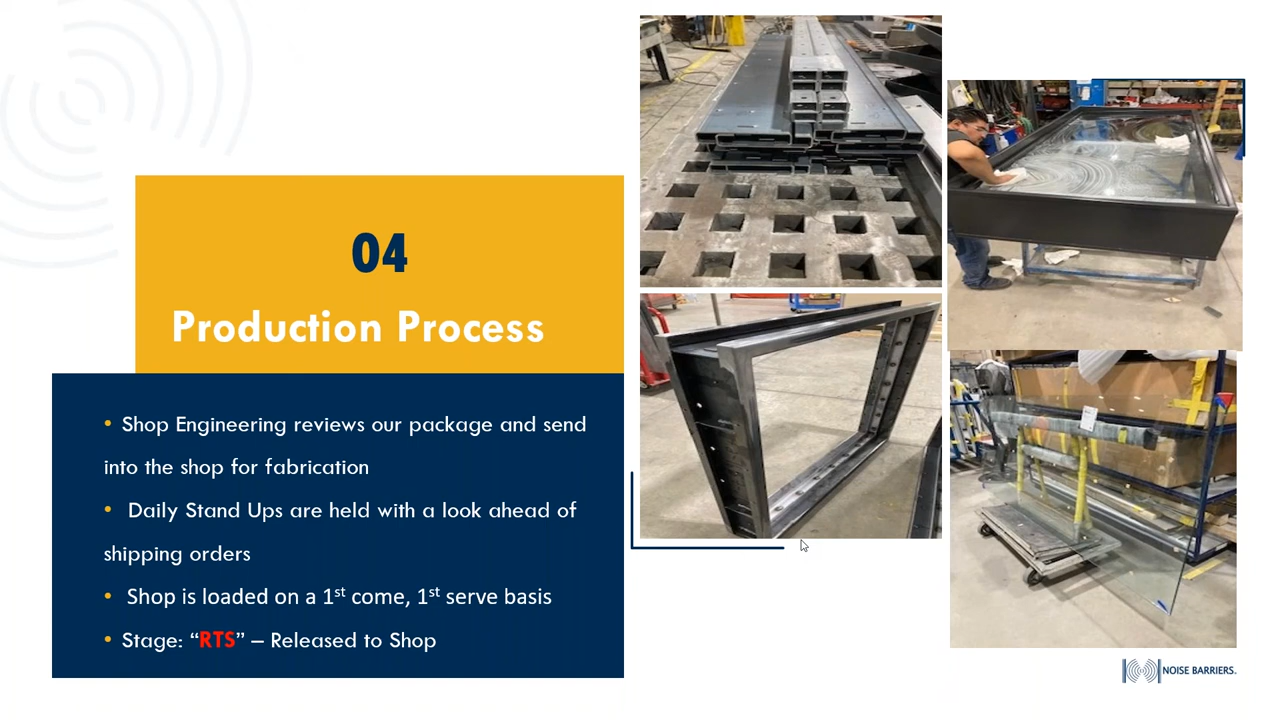 04
Production Process
• Shop Engineering reviews our package and send
into the shop for fabrication
• Daily Stand Ups are held with a look ahead of
shipping orders
• Shop is loaded on a 1st come, 1st serve basis
• Stage: “RTS” – Released to Shop
NOISE BARRIERS.